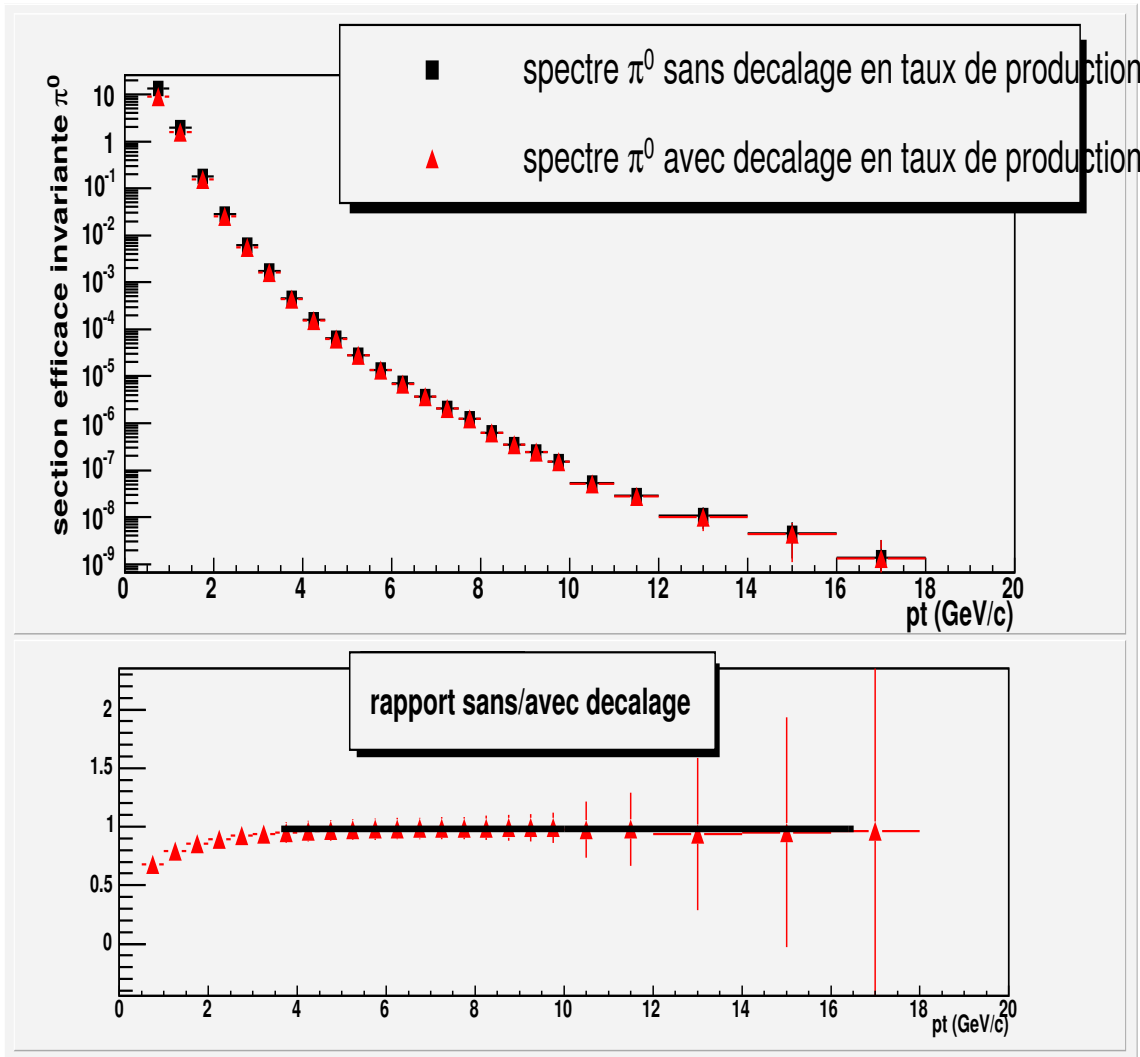 spectre π⁰ sans decalage en taux de production
spectre π⁰ avec decalage en taux de production
section efficace invariante π⁰
10
1
10⁻¹
10⁻²
10⁻³
10⁻⁴
10⁻⁵
10⁻⁶
10⁻⁷
10⁻⁸
10⁻⁹
0 2 4 6 8 10 12 14 16 18 20
pt (GeV/c)
rapport sans/avec decalage
2
1.5
1
0.5
0
0 2 4 6 8 10 12 14 16 18 20
pt (GeV/c)